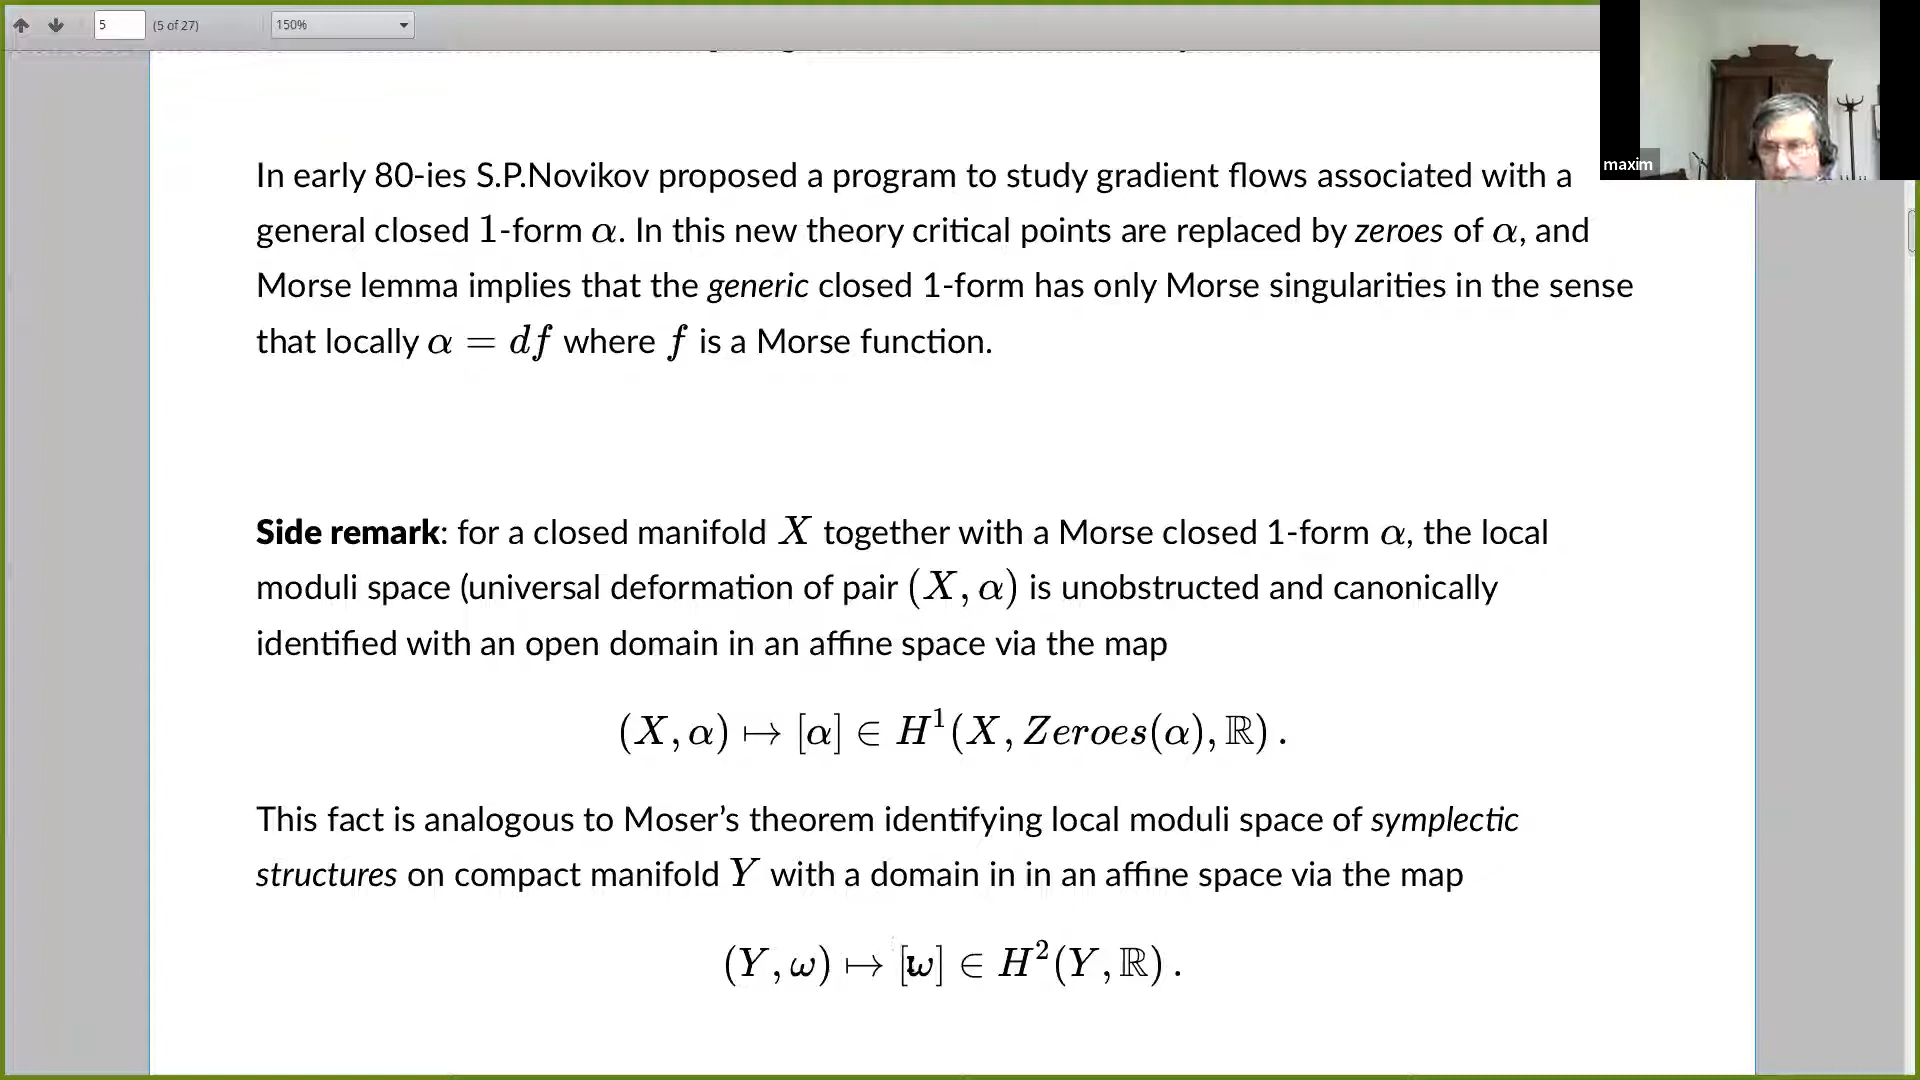 5 (5 of 27) 150%
maxim
In early 80-ies S.P.Novikov proposed a program to study gradient flows associated with a
general closed 1-form α. In this new theory critical points are replaced by zeroes of α, and
Morse lemma implies that the generic closed 1-form has only Morse singularities in the sense
that locally α = df where f is a Morse function.
Side remark: for a closed manifold X together with a Morse closed 1-form α, the local
moduli space (universal deformation of pair (X, α) is unobstructed and canonically
identified with an open domain in an affine space via the map
(X, α) ↦ [α] ∈ H¹(X, Zeroes(α), ℝ) .
This fact is analogous to Moser’s theorem identifying local moduli space of symplectic
structures on compact manifold Y with a domain in in an affine space via the map
(Y, ω) ↦ [ω] ∈ H²(Y, ℝ) .